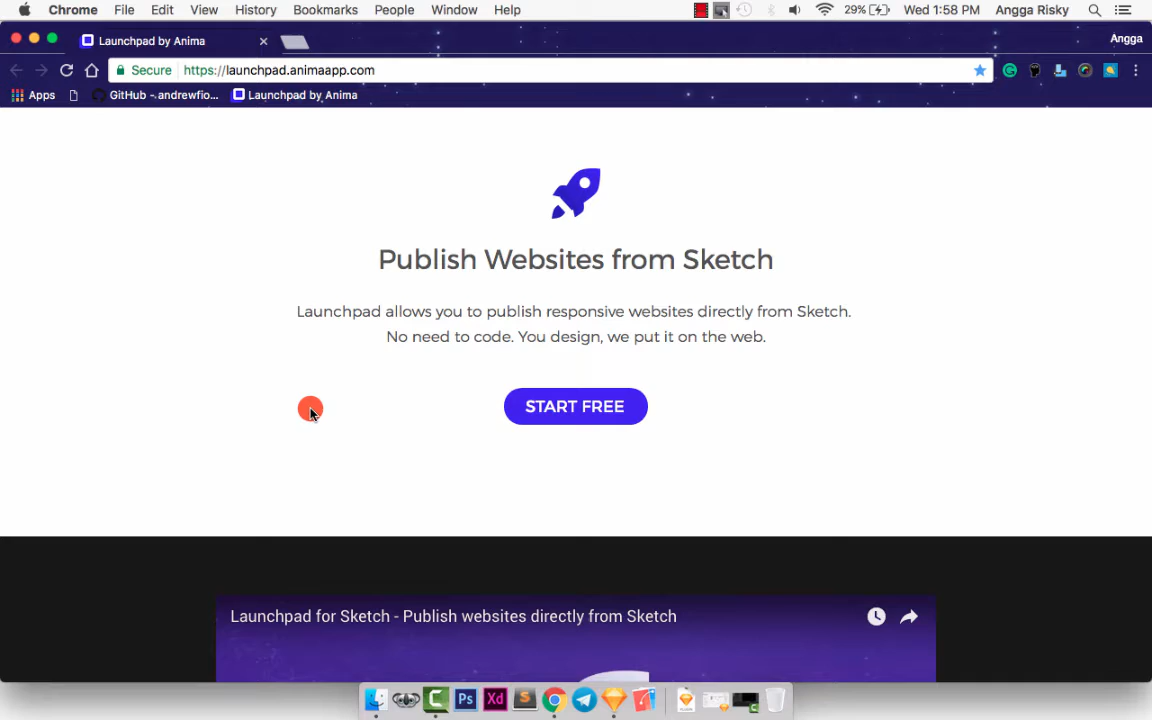 Chrome File Edit View History Bookmarks People Window Help 29% Wed 1:58 PM Angga Risky
Launchpad by Anima Angga
Secure https://launchpad.animaapp.com
Apps GitHub - andrewfio... Launchpad by Anima
Publish Websites from Sketch
Launchpad allows you to publish responsive websites directly from Sketch.
No need to code. You design, we put it on the web.
START FREE
Launchpad for Sketch - Publish websites directly from Sketch
Ps Xd S